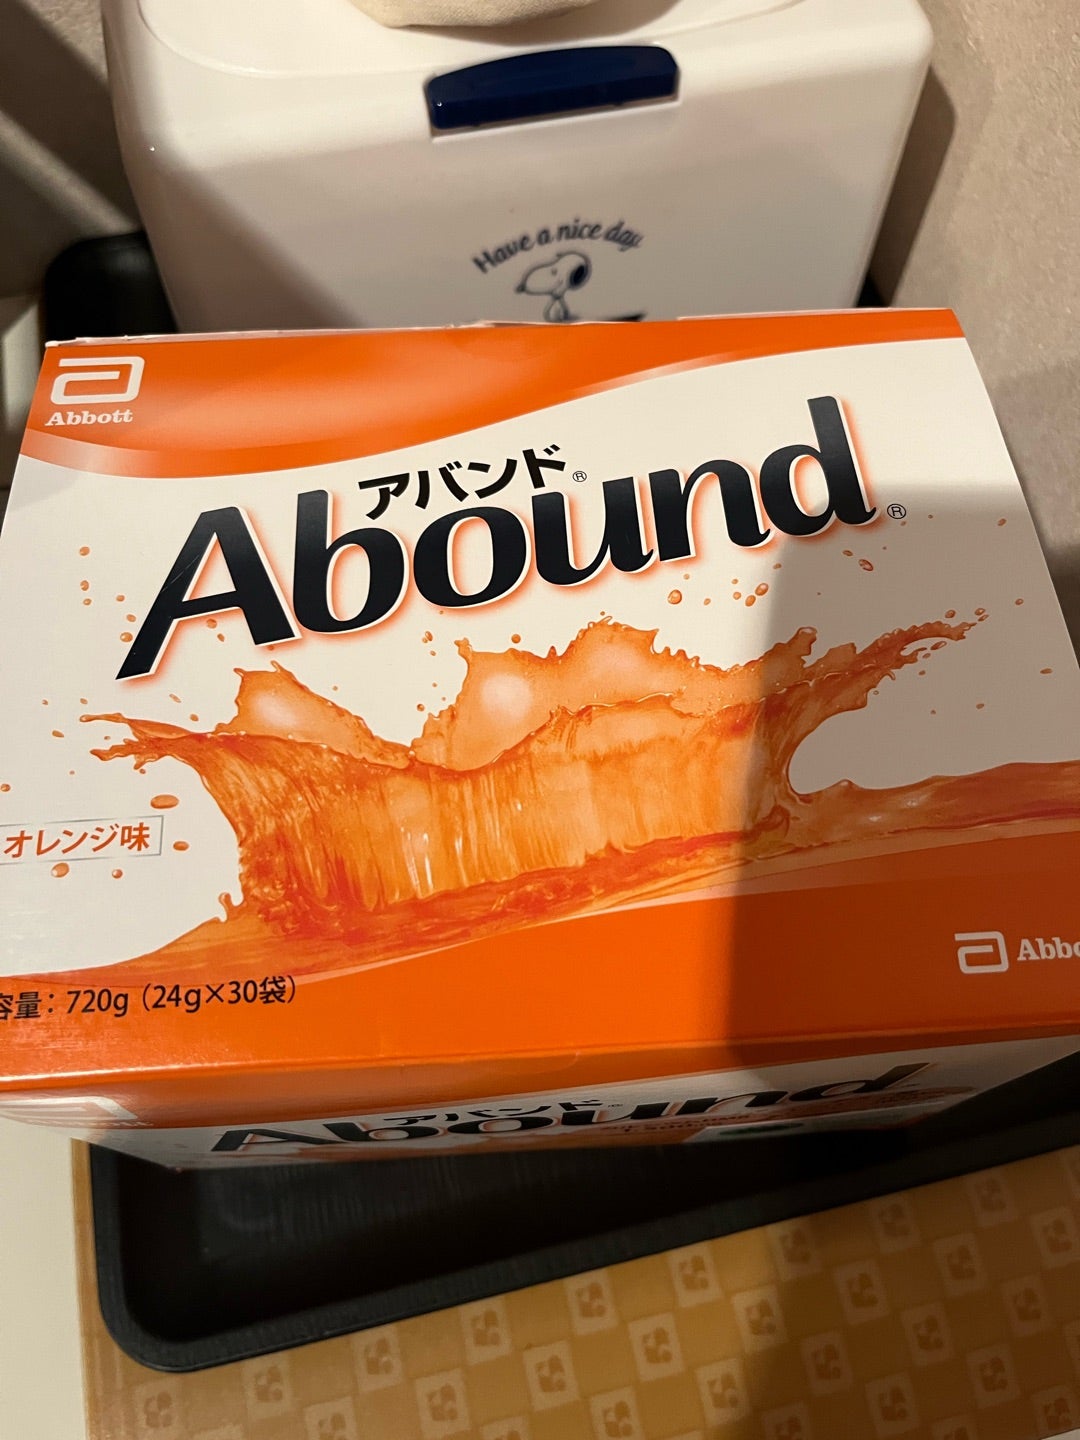 Have a nice day
Abbott
アバンド®
Abound®
オレンジ味
容量：720g（24g×30袋）
アバンド®
Abound